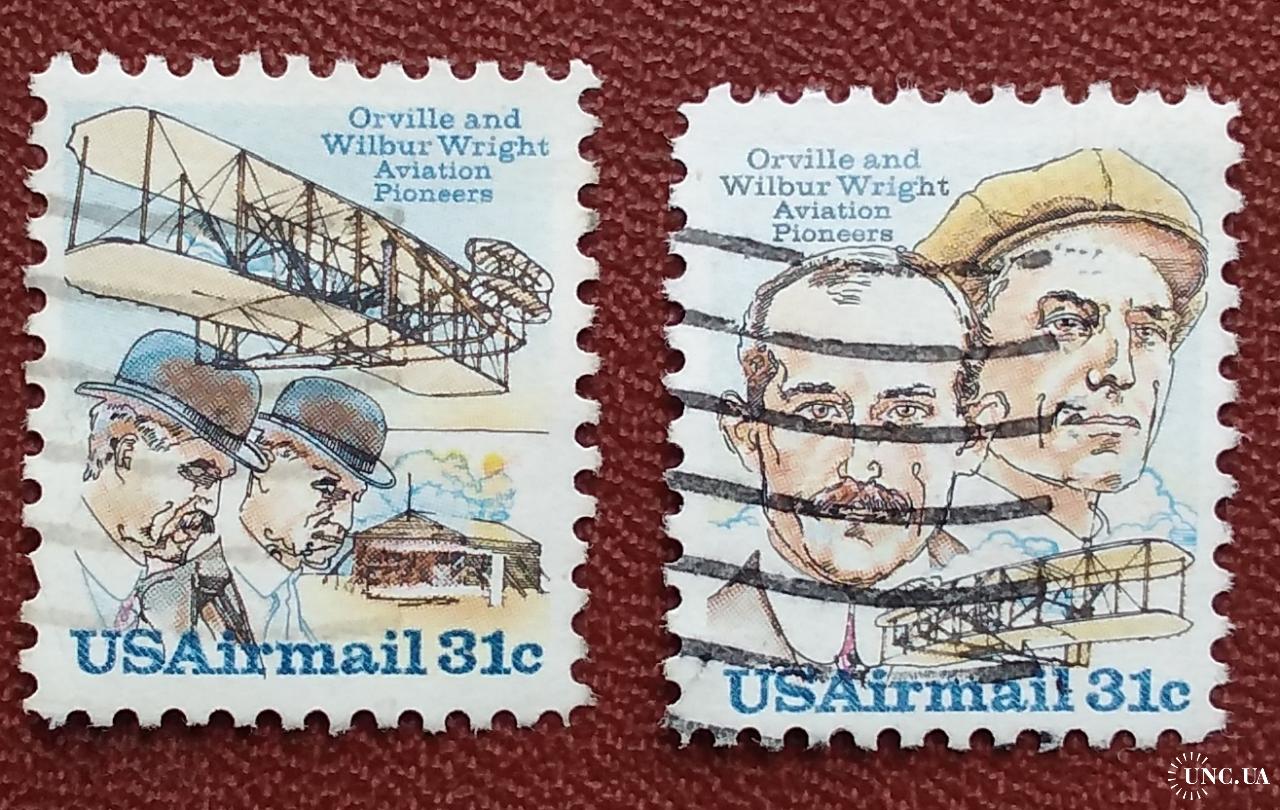 Orville and
Wilbur Wright
Aviation
Pioneers
USAirmail 31c
Orville and
Wilbur Wright
Aviation
Pioneers
USAirmail 31c
UNC.UA